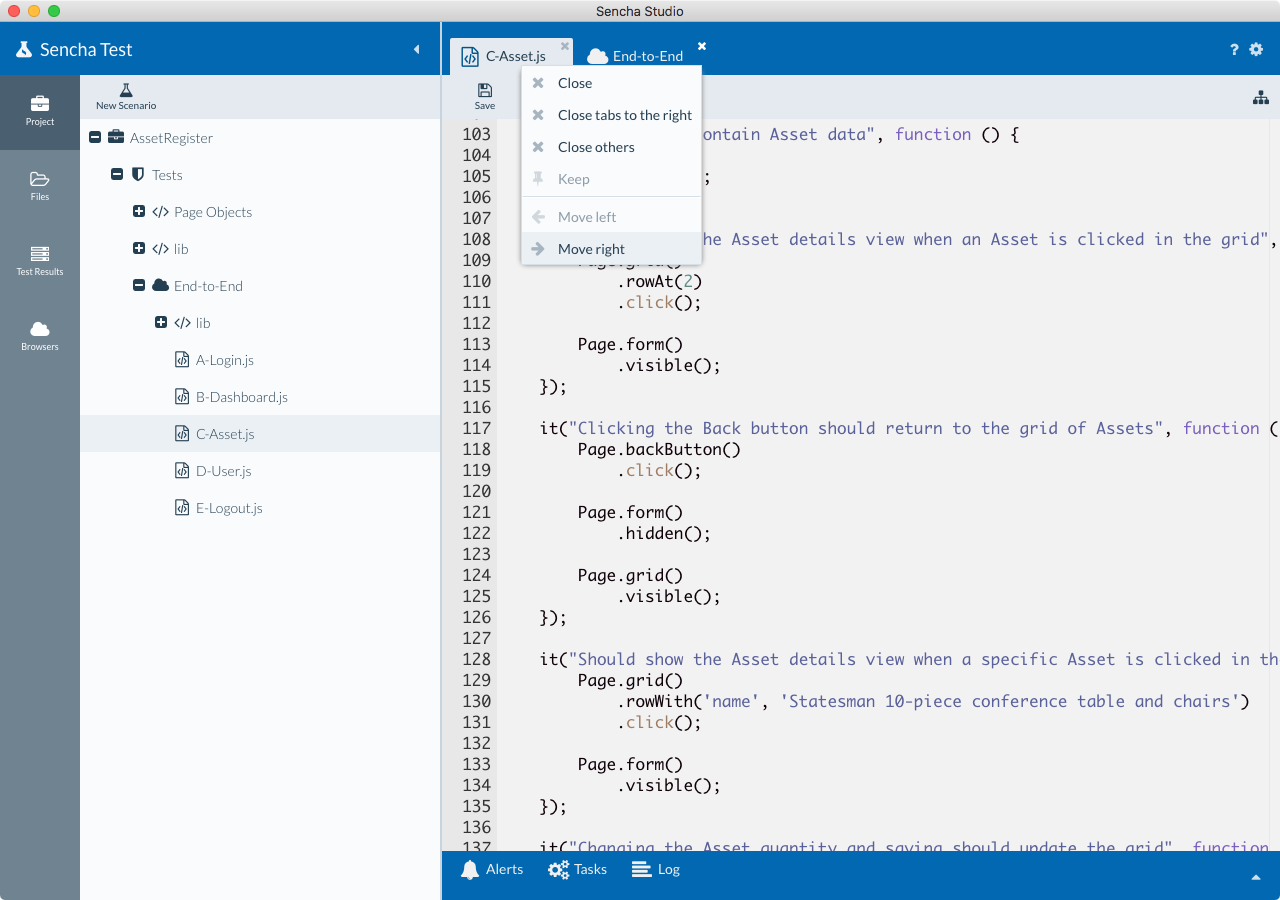 Sencha Studio
Sencha Test
New Scenario
Project
Files
Test Results
Browsers
AssetRegister
Tests
Page Objects
lib
End-to-End
lib
A-Login.js
B-Dashboard.js
C-Asset.js
D-User.js
E-Logout.js
C-Asset.js
End-to-End
?
Save
Close
Close tabs to the right
Close others
Keep
Move left
Move right
103 ontain Asset data", function () {
104
105 ;
106
107
108 he Asset details view when an Asset is clicked in the grid",
109 Page.grid()
110 .rowAt(2)
111 .click();
112
113 Page.form()
114 .visible();
115 });
116
117 it("Clicking the Back button should return to the grid of Assets", function (
118 Page.backButton()
119 .click();
120
121 Page.form()
122 .hidden();
123
124 Page.grid()
125 .visible();
126 });
127
128 it("Should show the Asset details view when a specific Asset is clicked in th
129 Page.grid()
130 .rowWith('name', 'Statesman 10-piece conference table and chairs')
131 .click();
132
133 Page.form()
134 .visible();
135 });
136
137 it("Changing the Asset quantity and saving should update the grid", function
Alerts
Tasks
Log